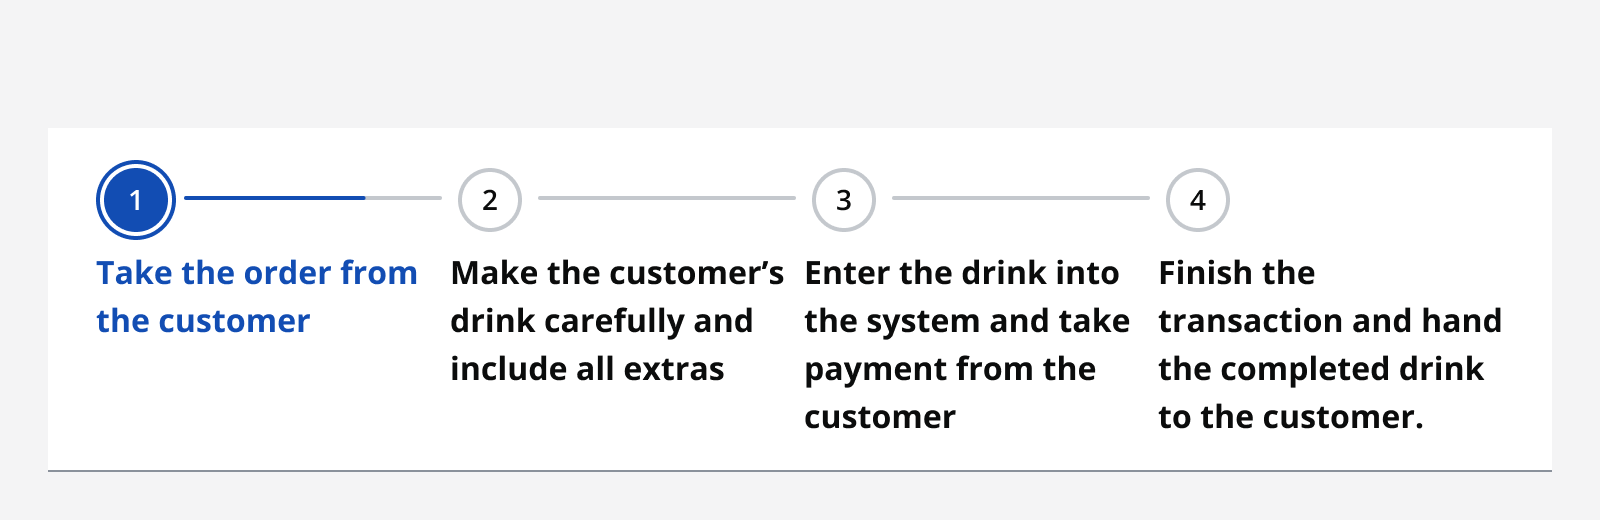 1
Take the order from
the customer
2
Make the customer’s
drink carefully and
include all extras
3
Enter the drink into
the system and take
payment from the
customer
4
Finish the
transaction and hand
the completed drink
to the customer.